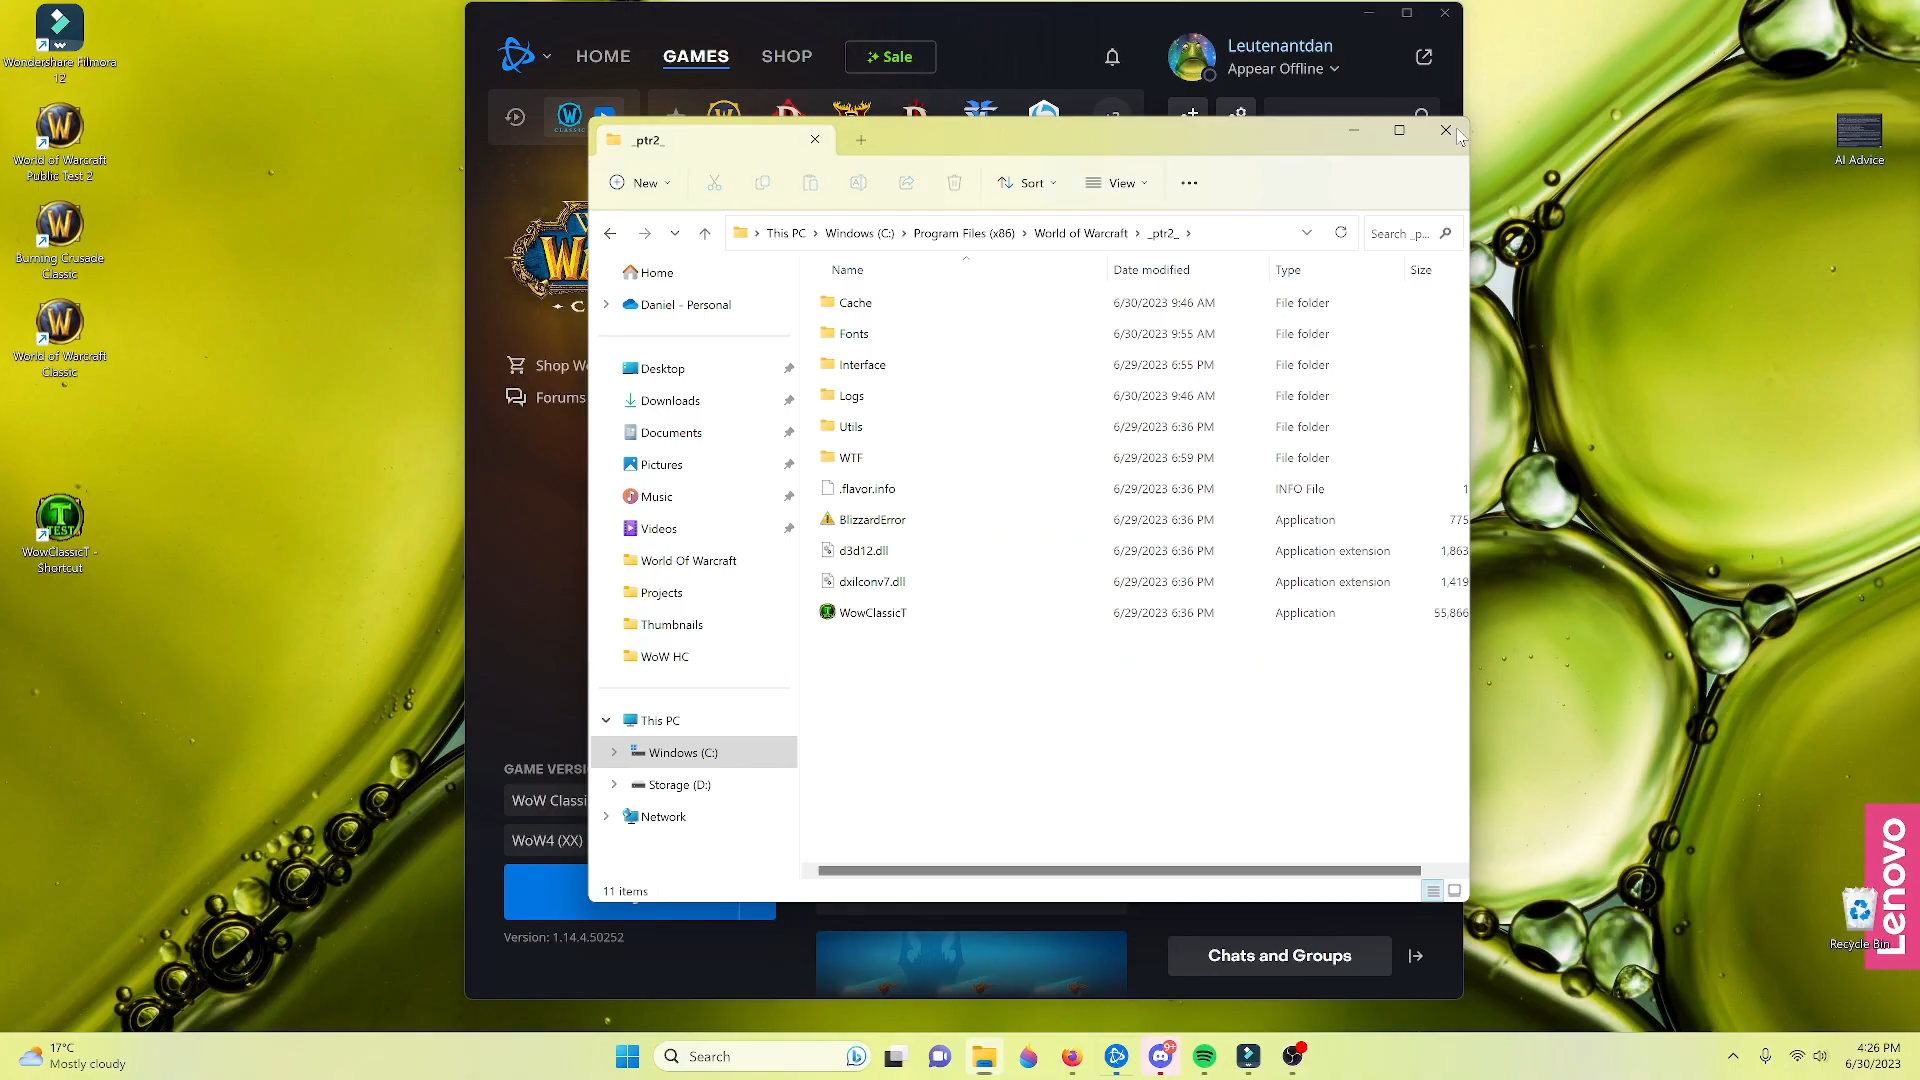 Wondershare Filmora
12
World of Warcraft
Public Test 2
Burning Crusade
Classic
World of Warcraft
Classic
TEST
WowClassicT -
Shortcut
AI Advice
Recycle Bin
Lenovo
HOME
GAMES
SHOP
Sale
Leutenantdan
Appear Offline
CLASSIC
_ptr2_
New
Sort
View
This PC > Windows (C:) > Program Files (x86) > World of Warcraft > _ptr2_ >
Search _p...
Home
Daniel - Personal
Desktop
Downloads
Documents
Pictures
Music
Videos
World Of Warcraft
Projects
Thumbnails
WoW HC
This PC
Windows (C:)
Storage (D:)
Network
Name Date modified Type Size
Cache 6/30/2023 9:46 AM File folder
Fonts 6/30/2023 9:55 AM File folder
Interface 6/29/2023 6:55 PM File folder
Logs 6/30/2023 9:46 AM File folder
Utils 6/29/2023 6:36 PM File folder
WTF 6/29/2023 6:59 PM File folder
.flavor.info 6/29/2023 6:36 PM INFO File 1
BlizzardError 6/29/2023 6:36 PM Application 775
d3d12.dll 6/29/2023 6:36 PM Application extension 1,863
dxilconv7.dll 6/29/2023 6:36 PM Application extension 1,419
WowClassicT 6/29/2023 6:36 PM Application 55,866
11 items
Shop Wo
Forums
GAME VERSI
WoW Classi
WoW4 (XX)
Version: 1.14.4.50252
Chats and Groups
17°C
Mostly cloudy
Search
9+
4:26 PM
6/30/2023